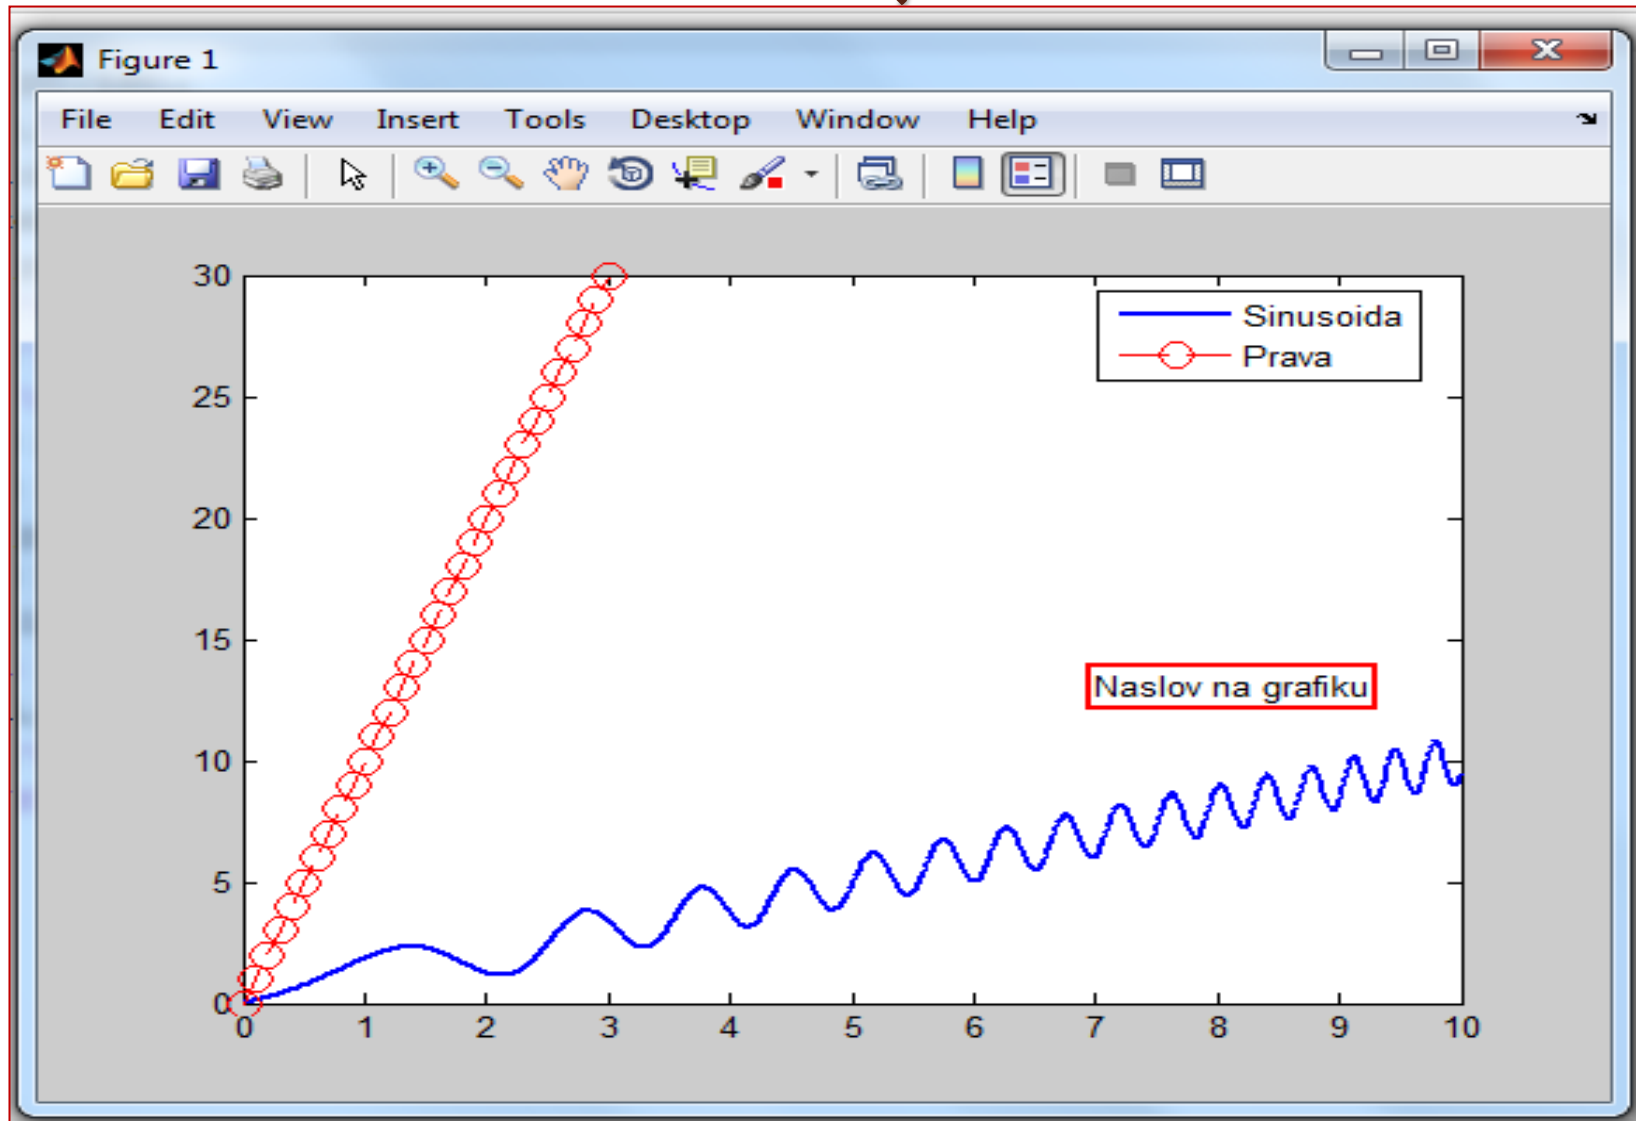 Figure 1
File Edit View Insert Tools Desktop Window Help
30
25
20
15
10
5
0
0 1 2 3 4 5 6 7 8 9 10
Sinusoida
Prava
Naslov na grafiku